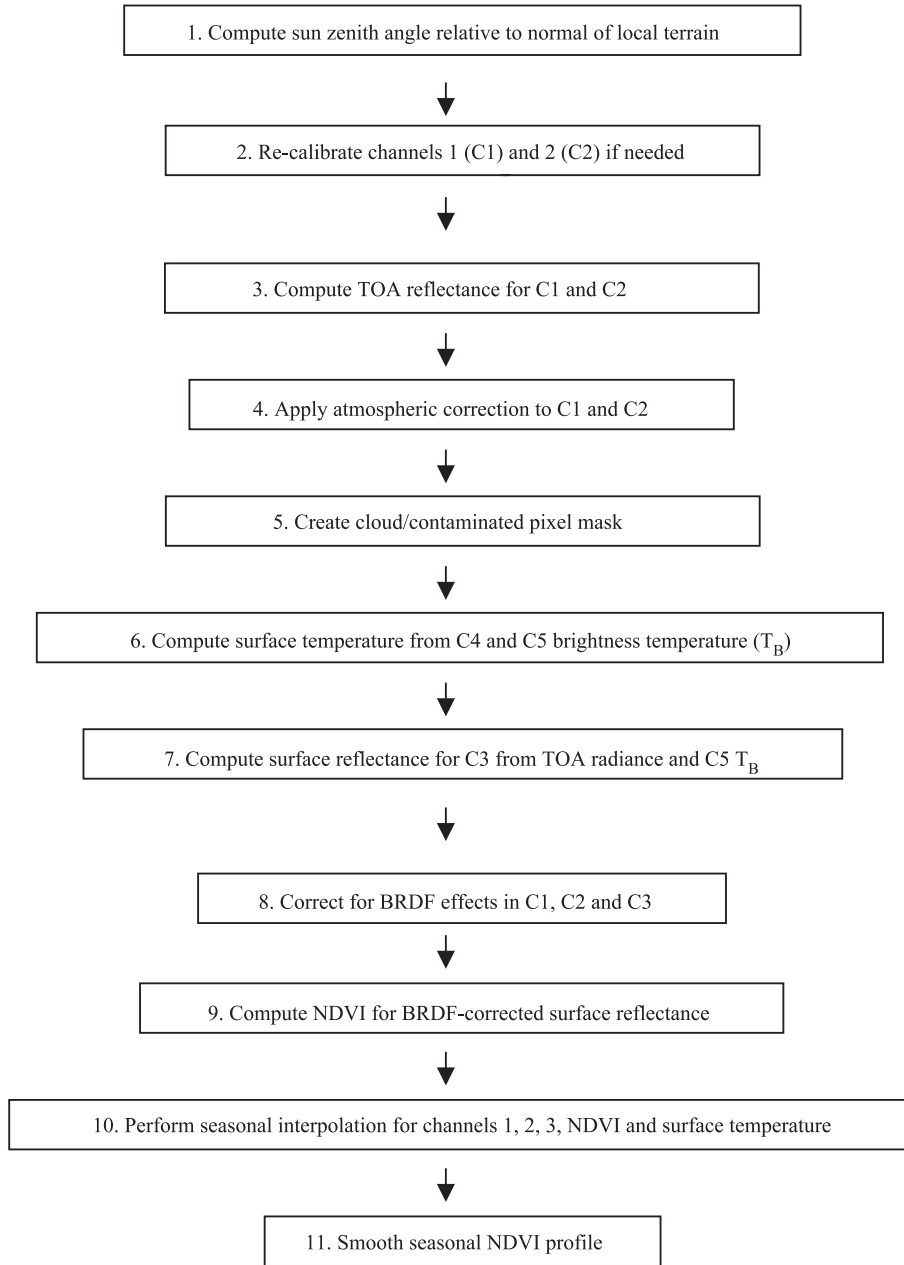 1. Compute sun zenith angle relative to normal of local terrain
2. Re-calibrate channels 1 (C1) and 2 (C2) if needed
3. Compute TOA reflectance for C1 and C2
4. Apply atmospheric correction to C1 and C2
5. Create cloud/contaminated pixel mask
6. Compute surface temperature from C4 and C5 brightness temperature (T_B)
7. Compute surface reflectance for C3 from TOA radiance and C5 T_B
8. Correct for BRDF effects in C1, C2 and C3
9. Compute NDVI for BRDF-corrected surface reflectance
10. Perform seasonal interpolation for channels 1, 2, 3, NDVI and surface temperature
11. Smooth seasonal NDVI profile